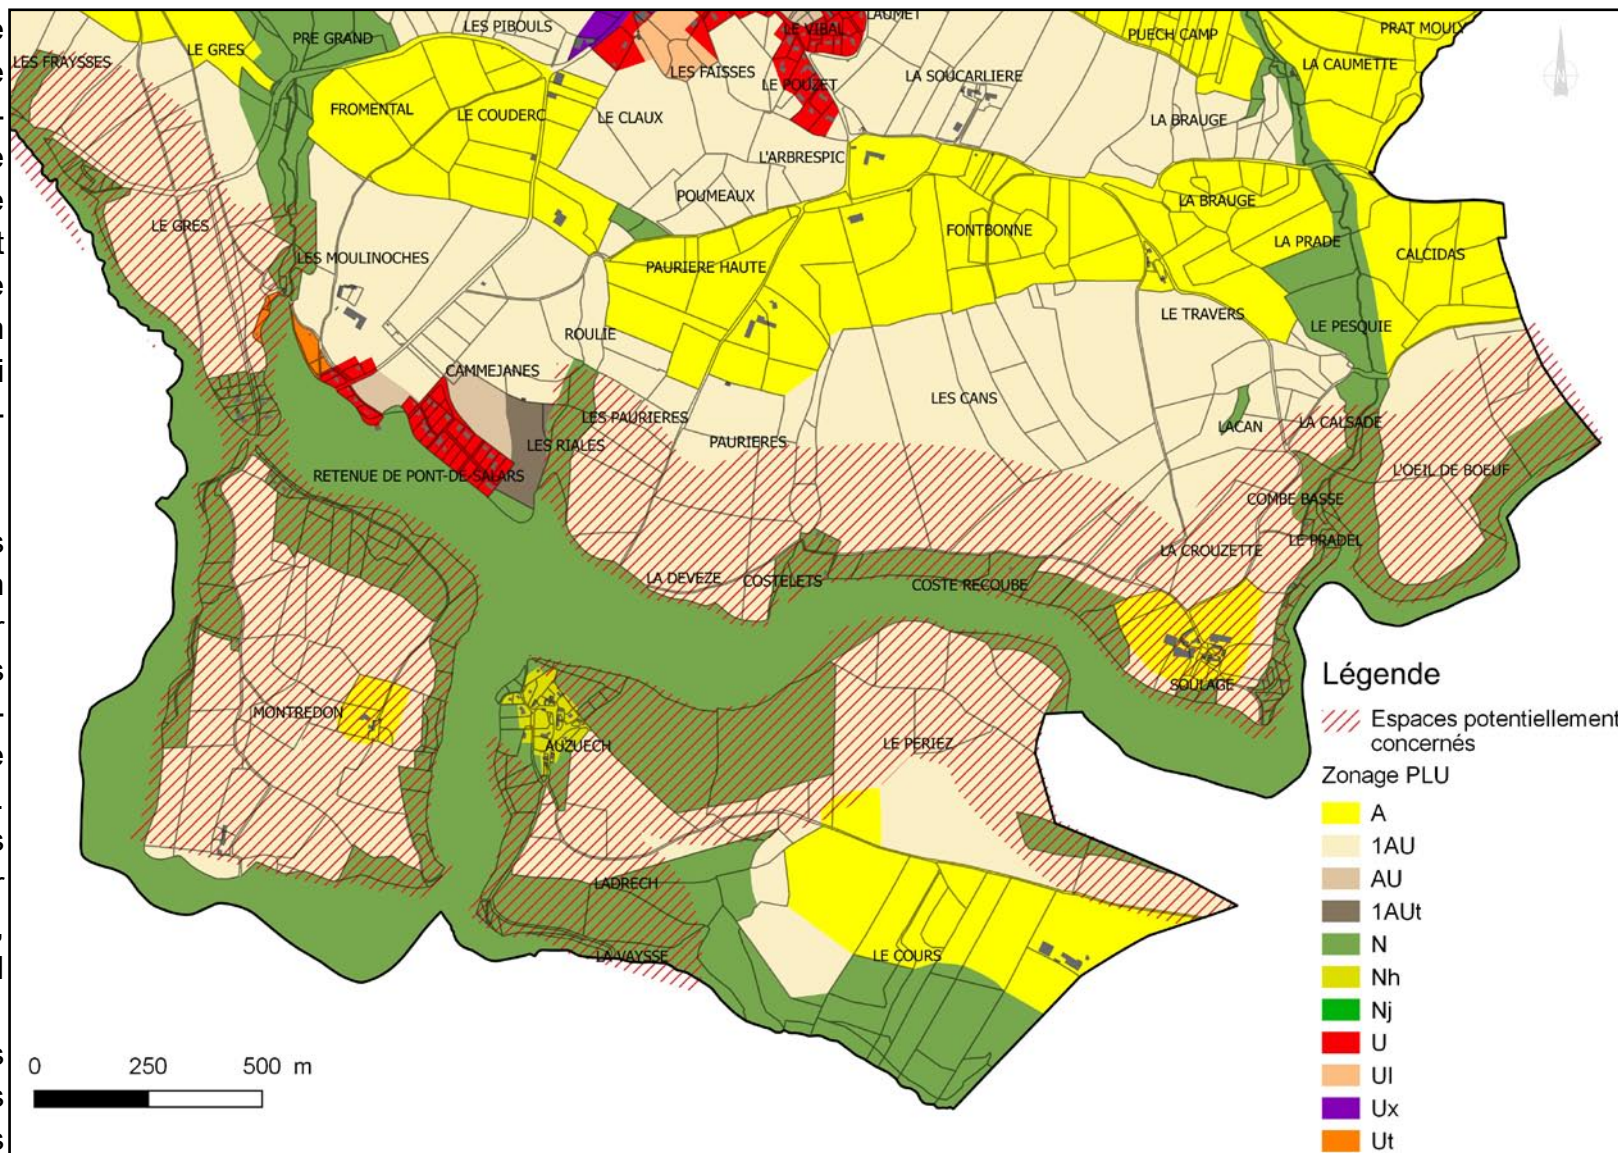 LES PIBOULS
LAUMET
LE VIBAL
PUECH CAMP
PRAT MOULY
LE GRES
PRE GRAND
LES FRAYSSES
LES FAÏSSES
LA SOUCARLIERE
LA CAUMETTE
LE POUZET
FROMENTAL
LE COUDERC
LE CLAUX
LA BRAUGE
L'ARBRESPIC
POUMEAUX
LA BRAUGE
LE GRES
FONTBONNE
LA PRADE
CALCIDAS
LES MOULINOCHES
PAURIERE HAUTE
LE TRAVERS
LE PESQUIE
ROULIE
CAMMEJANES
LES CANS
LES PAURIERES
LACAN
LA CALSADE
LES RIALES
PAURIERES
RETENUE DE PONT-DE-SALARS
L'OEIL DE BOEUF
COMBE BASSE
LE PRADEL
LA CROUZETTE
LA DEVEZE
COSTELETS
COSTE RECOUBE
SOULAGE
MONTREDON
AUZUECH
LE PERIEZ
LADRECH
LA VAYSSE
LE COURS
0 250 500 m
Légende
Espaces potentiellement
concernés
Zonage PLU
A
1AU
AU
1AUt
N
Nh
Nj
U
Ul
Ux
Ut